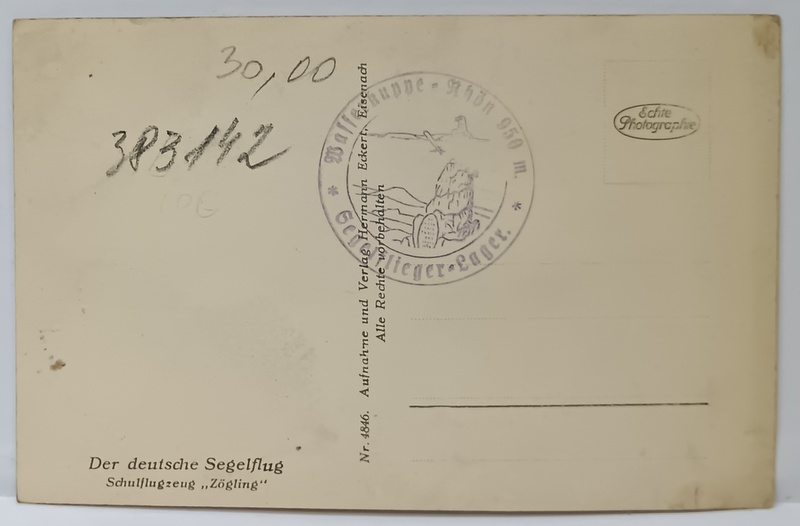 30,00
383142
Wasserkuppe - Rhön 950 m.
* Segelflieger-Lager. *
Echte
Photographie
Nr. 4846. Aufnahme und Verlag Hermann Eckert, Eisenach
Alle Rechte vorbehalten
Der deutsche Segelflug
Schulflugzeug „Zögling“